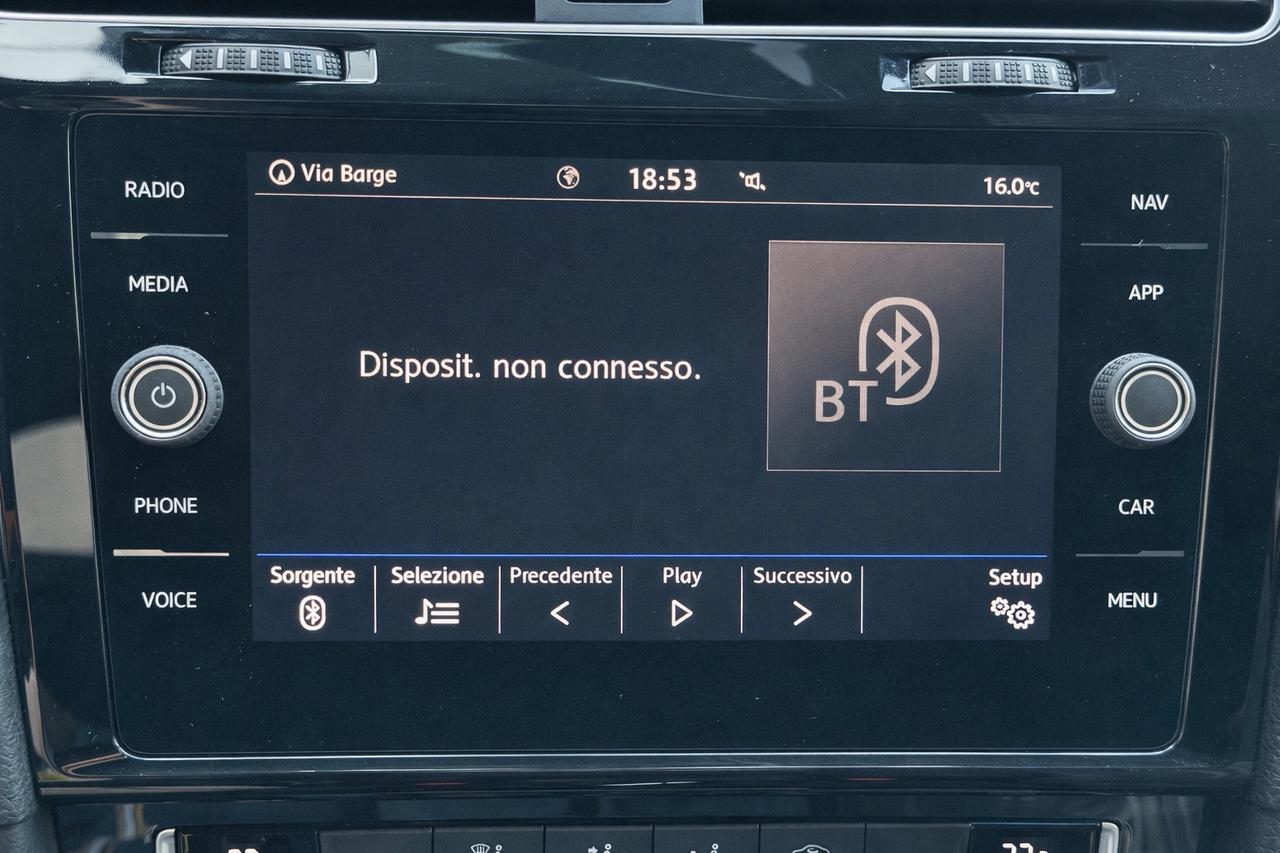 Via Barge
18:53
16.0°C
RADIO
MEDIA
PHONE
VOICE
NAV
APP
CAR
MENU
Disposit. non connesso.
BT
Sorgente
Selezione
Precedente
Play
Successivo
Setup